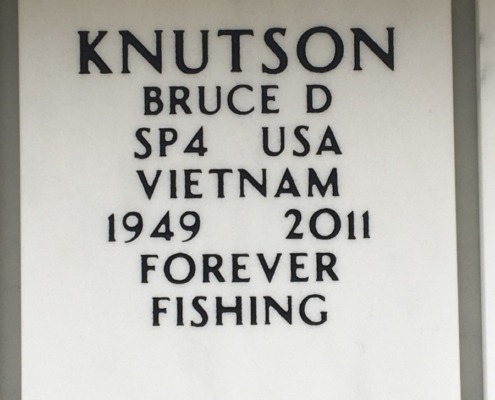 KNUTSON
BRUCE D
SP4 USA
VIETNAM
1949 2011
FOREVER
FISHING